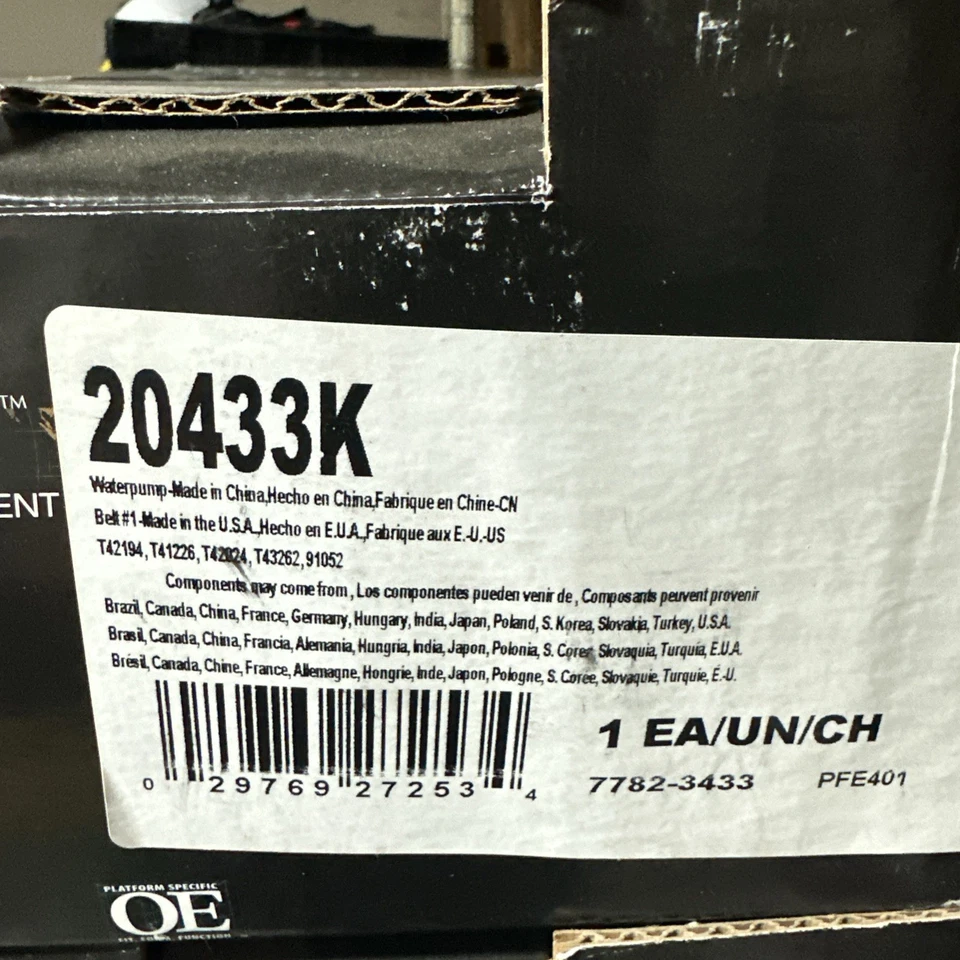 TM
ENT
20433K
Waterpump-Made in China,Hecho en China,Fabrique en Chine-CN
Belt #1-Made in the U.S.A.,Hecho en E.U.A.,Fabrique aux E.-U.-US
T42194, T41226, T42024, T43262, 91052
Components may come from , Los componentes pueden venir de , Composants peuvent provenir
Brazil, Canada, China, France, Germany, Hungary, India, Japan, Poland, S. Korea, Slovakia, Turkey, U.S.A.
Brasil, Canada, China, Francia, Alemania, Hungria, India, Japon, Polonia, S. Corea, Slovaquia, Turquia, E.U.A.
Brésil, Canada, Chine, France, Allemagne, Hongrie, Inde, Japon, Pologne, S. Corée, Slovaquie, Turquie, É.-U.
0 29769 27253 4
1 EA/UN/CH
7782-3433 PFE401
PLATFORM SPECIFIC
OE
FIT, FORM, FUNCTION